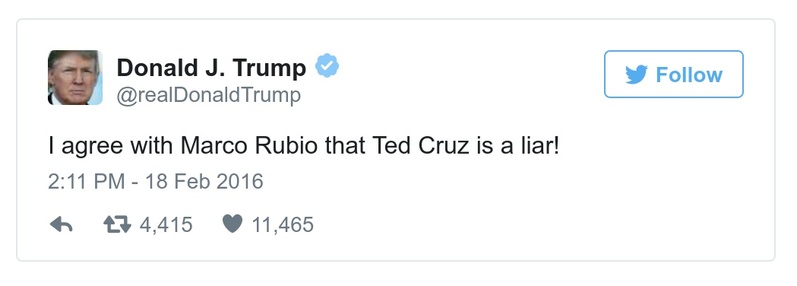 Donald J. Trump
@realDonaldTrump
Follow
I agree with Marco Rubio that Ted Cruz is a liar!
2:11 PM - 18 Feb 2016
4,415 11,465